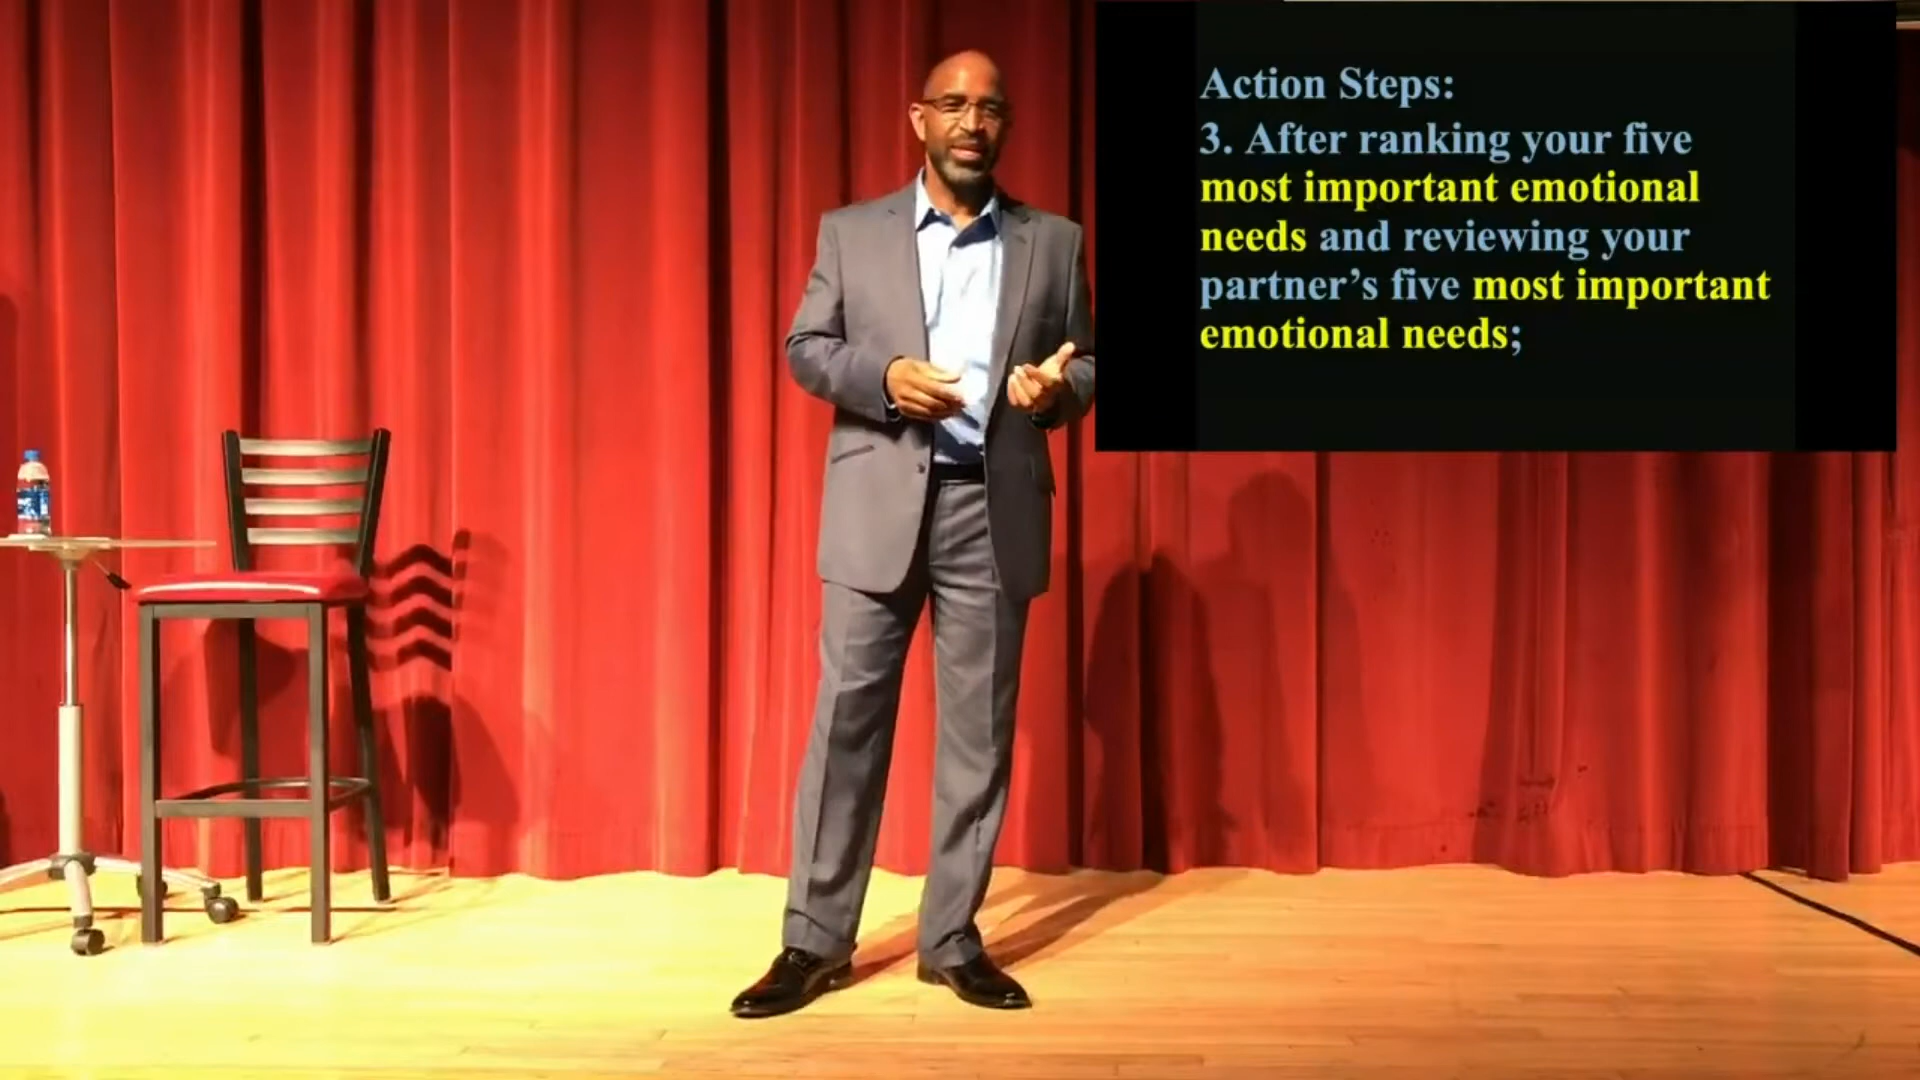 Action Steps:
3. After ranking your five
most important emotional
needs and reviewing your
partner’s five most important
emotional needs;